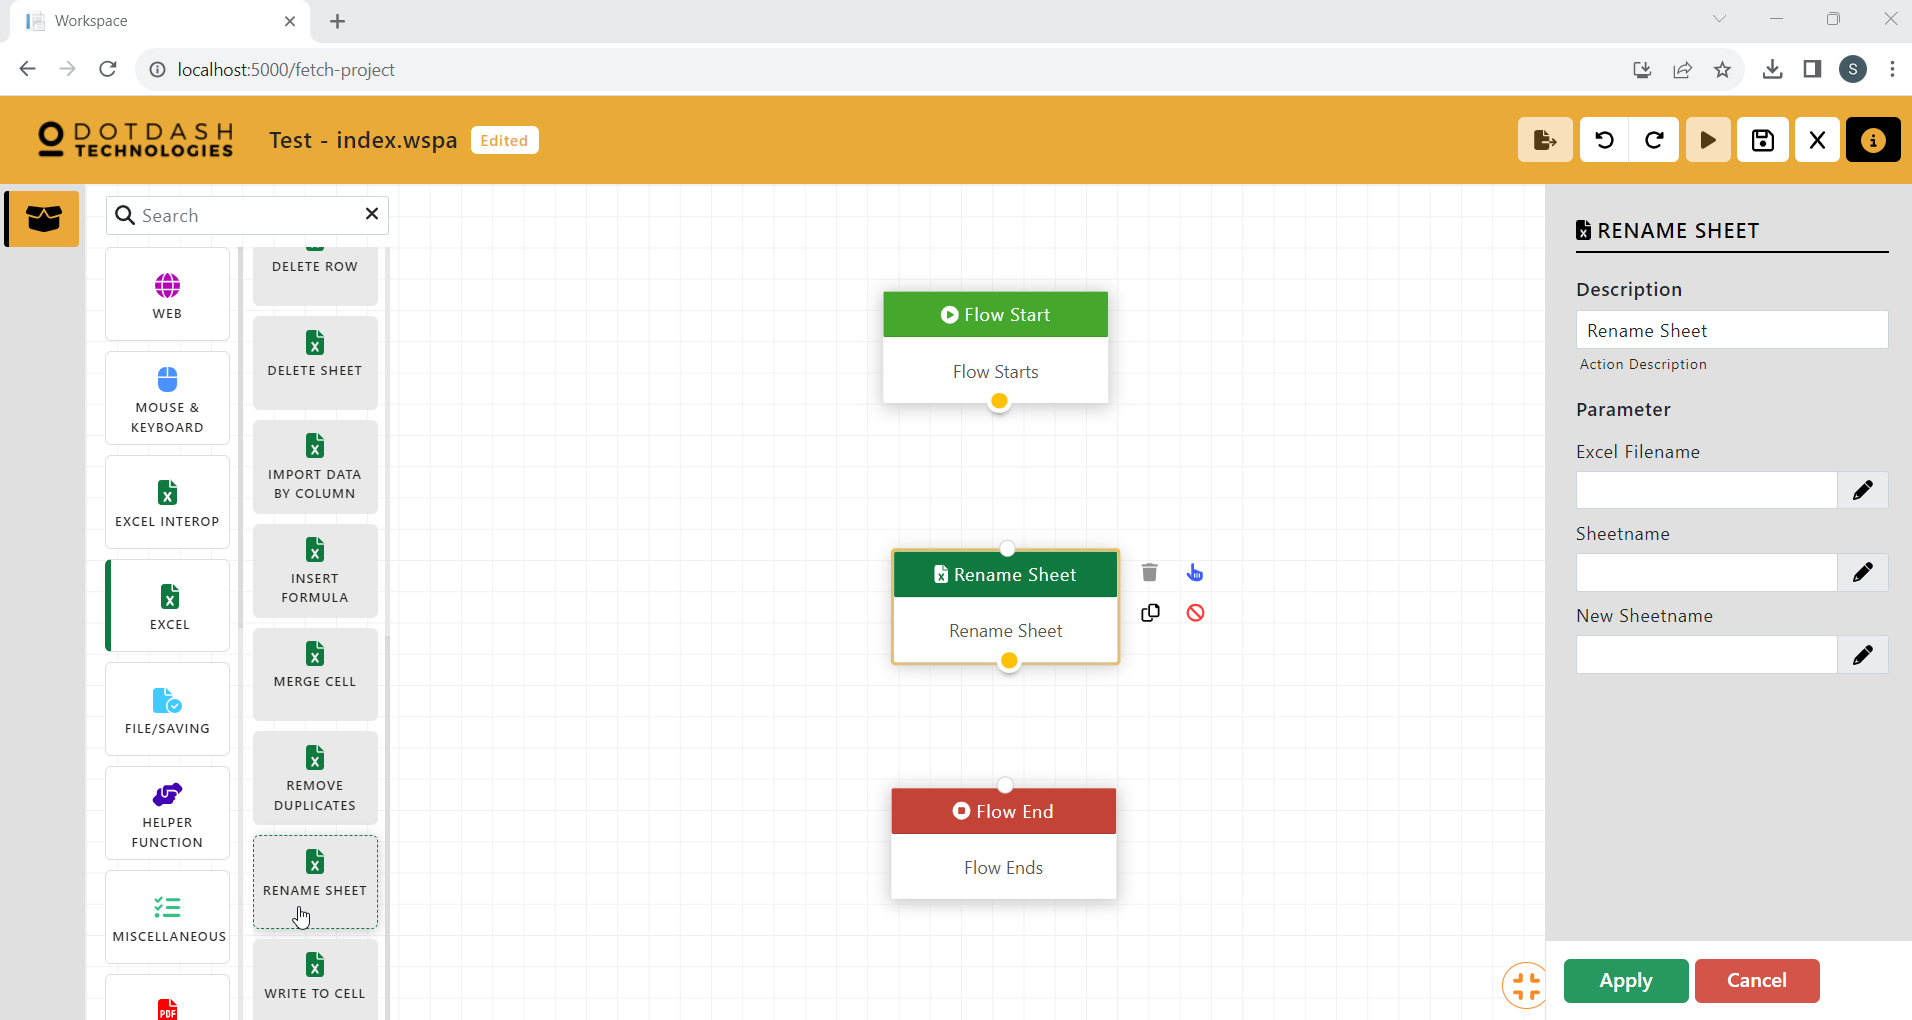 Workspace
localhost:5000/fetch-project
S
DOTDASH
TECHNOLOGIES
Test - index.wspa
Edited
Search
WEB
MOUSE &
KEYBOARD
EXCEL INTEROP
EXCEL
FILE/SAVING
HELPER
FUNCTION
MISCELLANEOUS
PDF
DELETE ROW
DELETE SHEET
IMPORT DATA
BY COLUMN
INSERT
FORMULA
MERGE CELL
REMOVE
DUPLICATES
RENAME SHEET
WRITE TO CELL
Flow Start
Flow Starts
Rename Sheet
Rename Sheet
Flow End
Flow Ends
RENAME SHEET
Description
Rename Sheet
Action Description
Parameter
Excel Filename
Sheetname
New Sheetname
Apply
Cancel